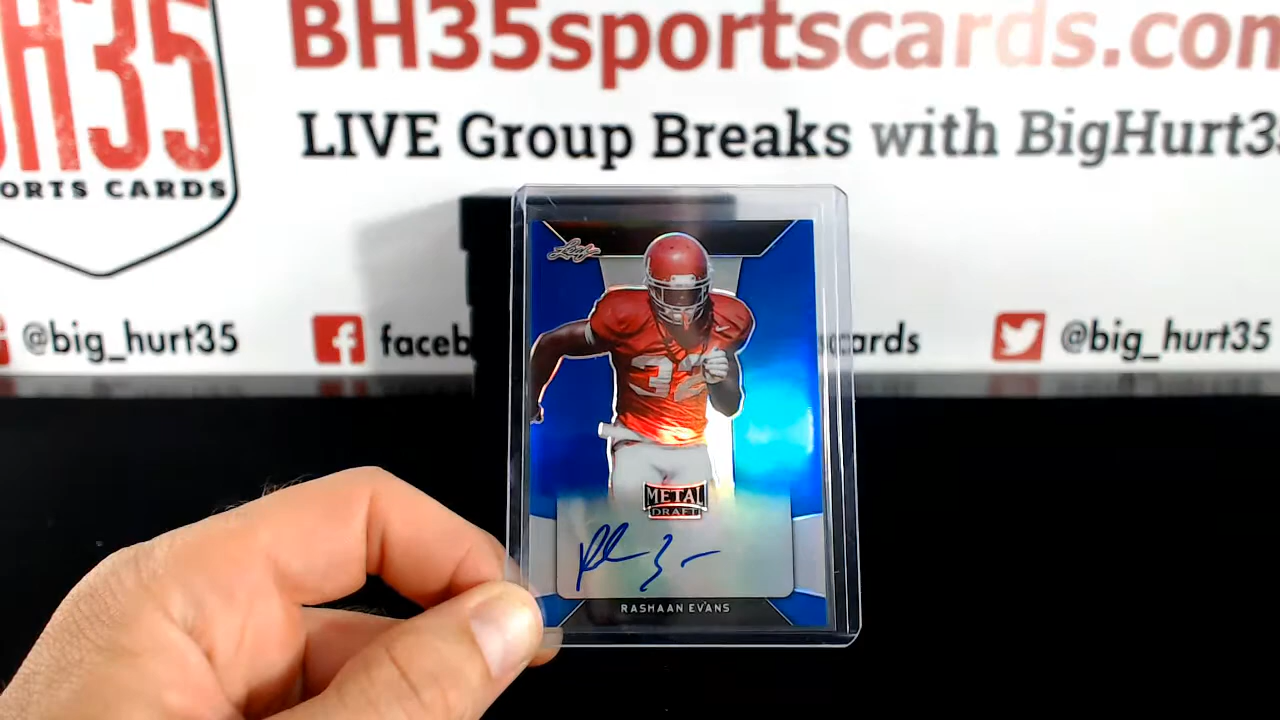 BH35sportscards.com
LIVE Group Breaks with BigHurt35
H35
ORTS CARDS
@big_hurt35
faceb
cards
@big_hurt35
Leaf
32
METAL
DRAFT
RASHAAN EVANS